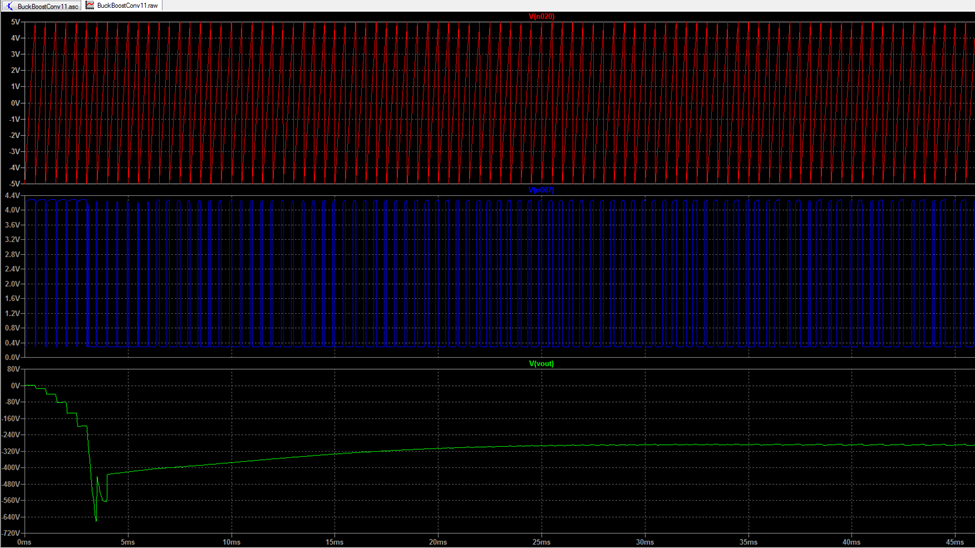 BuckBoostConv11.asc BuckBoostConv11.raw
V(n020)
5V
4V
3V
2V
1V
0V
-1V
-2V
-3V
-4V
-5V
4.4V
4.0V
3.6V
3.2V
2.8V
2.4V
2.0V
1.6V
1.2V
0.8V
0.4V
0.0V
V(vout)
80V
0V
-80V
-160V
-240V
-320V
-400V
-480V
-560V
-640V
-720V
0ms 5ms 10ms 15ms 20ms 25ms 30ms 35ms 40ms 45ms